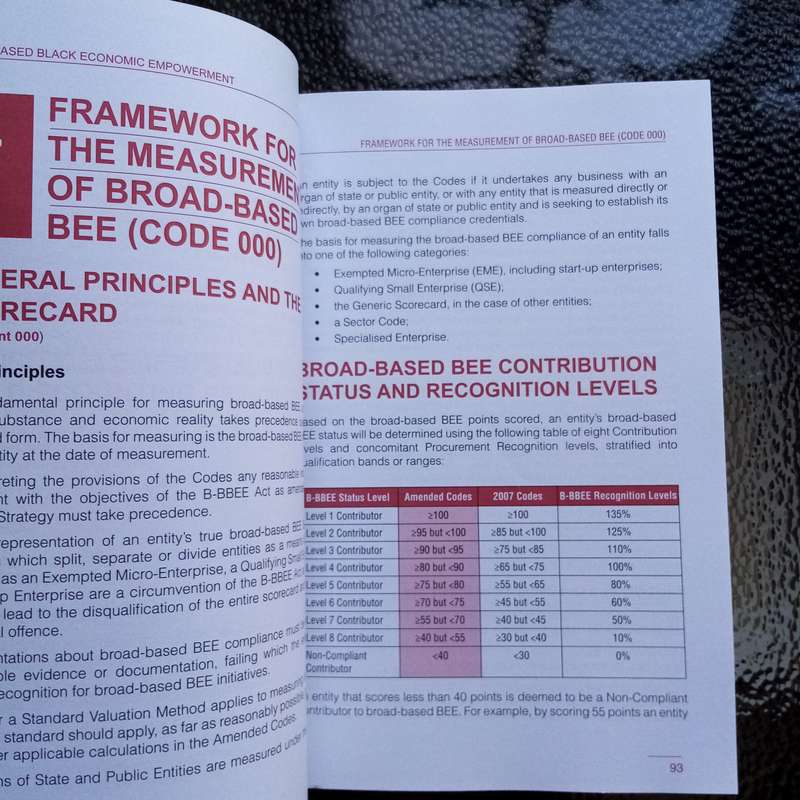 BLACK ECONOMIC EMPOWERMENT
FRAMEWORK FOR
THE MEASUREMEN
OF BROAD-BASED
BEE (CODE 000)
ERAL PRINCIPLES AND THE
RECARD
nt 000)
inciples
damental principle for measuring broad-based BEE
ubstance and economic reality takes precedence
d form. The basis for measuring is the broad-based BEE
tity at the date of measurement.
reting the provisions of the Codes any reasonable
nt with the objectives of the B-BBEE Act as
Strategy must take precedence.
epresentation of an entity's true broad-based BEE
which split, separate or divide entities as a
as an Exempted Micro-Enterprise, a Qualifying
p Enterprise are a circumvention of the B-BBEE
lead to the disqualification of the entire scorecard
l offence.
ntations about broad-based BEE compliance must
ble evidence or documentation, failing which the
ecognition for broad-based BEE initiatives.
r a Standard Valuation Method applies to measuring
standard should apply, as far as reasonably possible
er applicable calculations in the Amended Codes.
ns of State and Public Entities are measured under
FRAMEWORK FOR THE MEASUREMENT OF BROAD-BASED BEE (CODE 000)
n entity is subject to the Codes if it undertakes any business with an
rgan of state or public entity, or with any entity that is measured directly or
directly, by an organ of state or public entity and is seeking to establish its
wn broad-based BEE compliance credentials.
he basis for measuring the broad-based BEE compliance of an entity falls
to one of the following categories:
• Exempted Micro-Enterprise (EME), including start-up enterprises;
• Qualifying Small Enterprise (QSE);
• the Generic Scorecard, in the case of other entities;
• a Sector Code;
• Specialised Enterprise.
BROAD-BASED BEE CONTRIBUTION
STATUS AND RECOGNITION LEVELS
ased on the broad-based BEE points scored, an entity's broad-based
EE status will be determined using the following table of eight Contribution
vels and concomitant Procurement Recognition levels, stratified into
ualification bands or ranges:
B-BBEE Status Level Amended Codes 2007 Codes B-BBEE Recognition Levels
Level 1 Contributor ≥100 ≥100 135%
Level 2 Contributor ≥95 but <100 ≥85 but <100 125%
Level 3 Contributor ≥90 but <95 ≥75 but <85 110%
Level 4 Contributor ≥80 but <90 ≥65 but <75 100%
Level 5 Contributor ≥75 but <80 ≥55 but <65 80%
Level 6 Contributor ≥70 but <75 ≥45 but <55 60%
Level 7 Contributor ≥55 but <70 ≥40 but <45 50%
Level 8 Contributor ≥40 but <55 ≥30 but <40 10%
Non-Compliant <40 <30 0%
Contributor
entity that scores less than 40 points is deemed to be a Non-Compliant
ntributor to broad-based BEE. For example, by scoring 55 points an entity
93